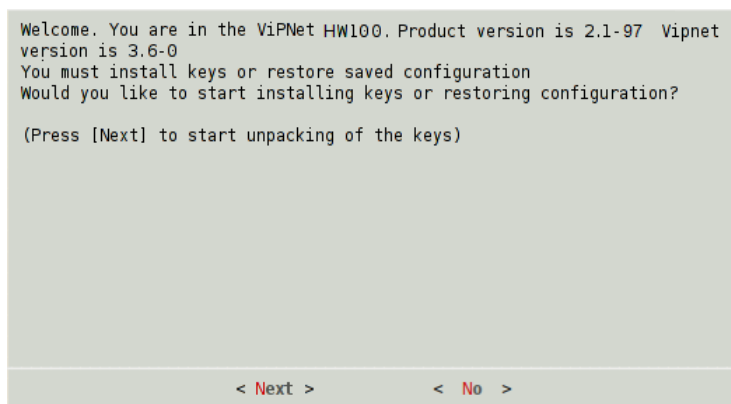 Welcome. You are in the ViPNet HW100. Product version is 2.1-97 Vipnet
version is 3.6-0
You must install keys or restore saved configuration
Would you like to start installing keys or restoring configuration?
(Press [Next] to start unpacking of the keys)
< Next > < No >